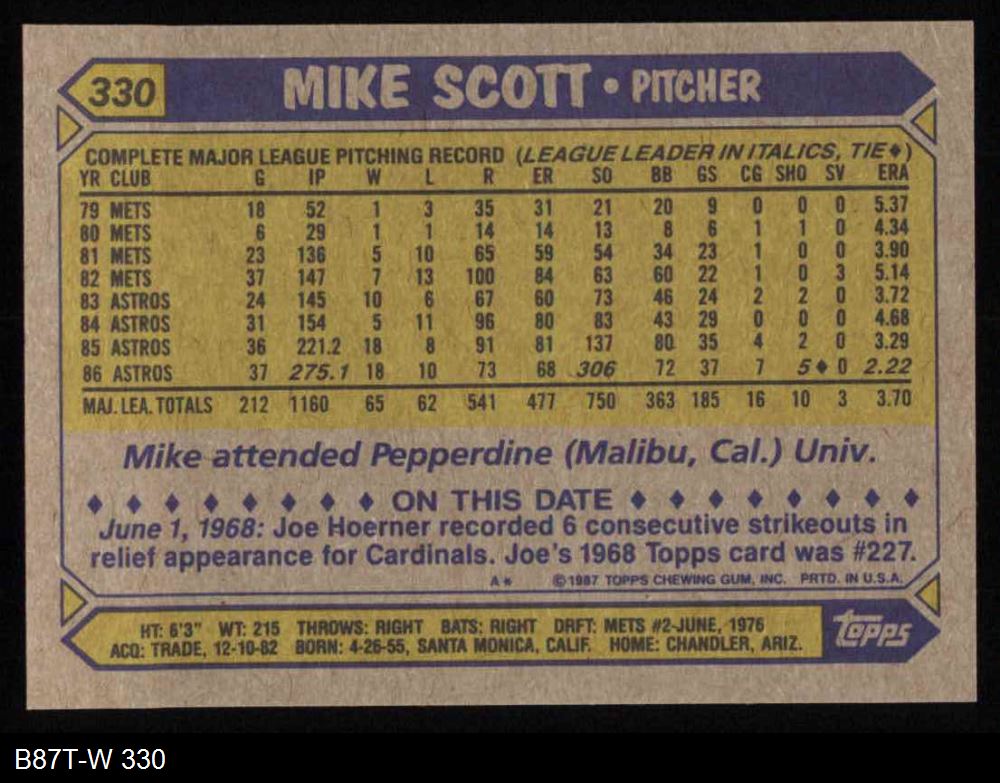 330
MIKE SCOTT • PITCHER
COMPLETE MAJOR LEAGUE PITCHING RECORD (LEAGUE LEADER IN ITALICS, TIE♦)
YR CLUB G IP W L R ER SO BB GS CG SHO SV ERA
79 METS 18 52 1 3 35 31 21 20 9 0 0 0 5.37
80 METS 6 29 1 1 14 14 13 8 6 1 1 0 4.34
81 METS 23 136 5 10 65 59 54 34 23 1 0 0 3.90
82 METS 37 147 7 13 100 84 63 60 22 1 0 3 5.14
83 ASTROS 24 145 10 6 67 60 73 46 24 2 2 0 3.72
84 ASTROS 31 154 5 11 96 80 83 43 29 0 0 0 4.68
85 ASTROS 36 221.2 18 8 91 81 137 80 35 4 2 0 3.29
86 ASTROS 37 275.1 18 10 73 68 306 72 37 7 5♦ 0 2.22
MAJ. LEA. TOTALS 212 1160 65 62 541 477 750 363 185 16 10 3 3.70
Mike attended Pepperdine (Malibu, Cal.) Univ.
♦ ♦ ♦ ♦ ♦ ♦ ♦ ♦ ON THIS DATE ♦ ♦ ♦ ♦ ♦ ♦ ♦ ♦
June 1, 1968: Joe Hoerner recorded 6 consecutive strikeouts in
relief appearance for Cardinals. Joe's 1968 Topps card was #227.
A* ©1987 TOPPS CHEWING GUM, INC. PRTD. IN U.S.A.
HT: 6'3" WT: 215 THROWS: RIGHT BATS: RIGHT DRFT: METS #2-JUNE, 1976
ACQ: TRADE, 12-10-82 BORN: 4-26-55, SANTA MONICA, CALIF. HOME: CHANDLER, ARIZ.
Topps
B87T-W 330